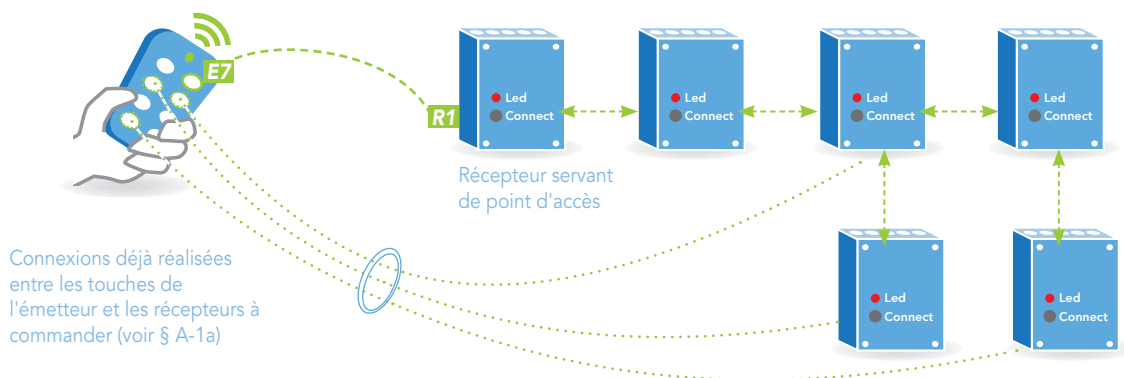 E7
R1
Led
Connect
Led
Connect
Led
Connect
Led
Connect
Récepteur servant
de point d'accès
Connexions déjà réalisées
entre les touches de
l'émetteur et les récepteurs à
commander (voir § A-1a)
Led
Connect
Led
Connect